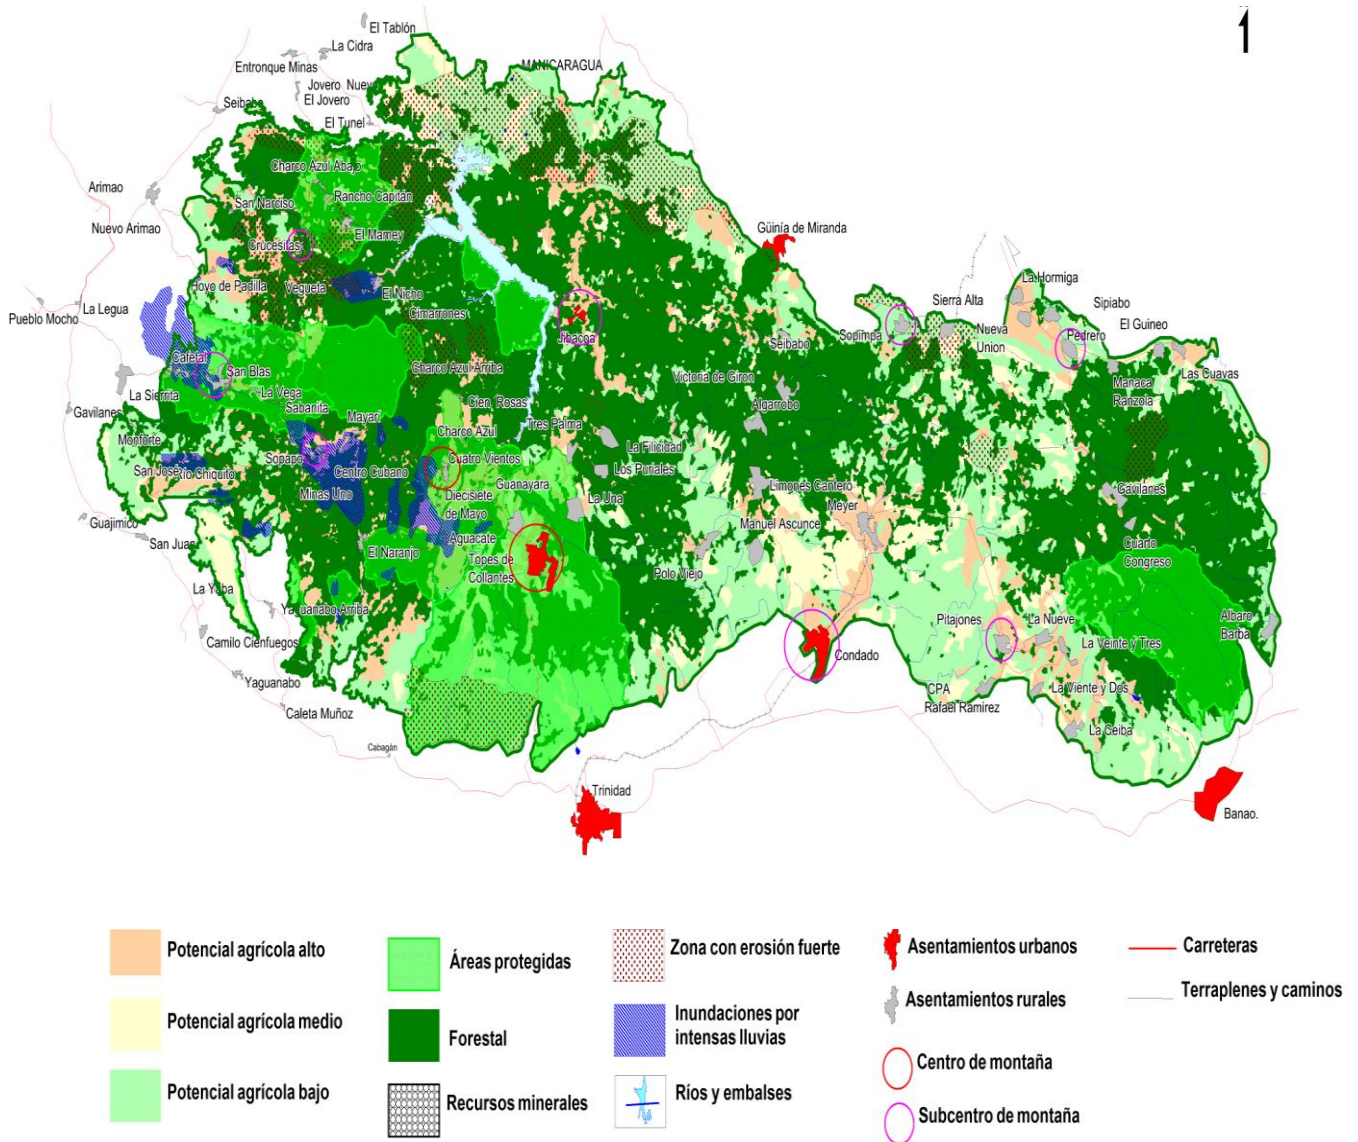 El Tablón
La Cidra
Entronque Minas
MANICARAGUA
Jovero Nuev
El Jovero
Seibabo
El Tunel
Charco Azul Abajo
Arimao
Rancho Capitán
San Narciso
Nuevo Arimao
El Mamey
Crucesitas
Güinía de Miranda
Hoyo de Padilla
Veguela
El Nicho
La Hormiga
La Legua
Cimarrones
Sierra Alta
Sipiabo
Pueblo Mocho
Sopimpa
Nueva
Union
El Guineo
Jibacoa
Seibabo
Pedrero
Cafetal
San Blas
Charco Azul Arriba
Victoria de Giron
Manaca
Ranzola
Las Cuavas
La Sierrita
La Vega
Sabanita
Cien Rosas
Algarrobo
Gavilanes
Mayarí
Tres Palma
Monforte
Charco Azul
La Filicidad
Sopapo
Cuatro Vientos
San José
Río Chiquito
Centro Cubano
Los Puriales
Guanayara
Limones Cantero
Gavilanes
Minas Uno
Diecisiete
de Mayo
La Una
Meyer
Guajimico
Manuel Ascunce
San Juan
Aguacate
El Naranjo
Topes de
Collantes
Cuarto
Congreso
Polo Viejo
La Yaba
Yaguanabo Arriba
Pitajones
La Nueve
Albaro
Barba
Camilo Cienfuegos
La Veinte y Tres
Condado
Yaguanabo
CPA
Rafael Ramirez
La Viente y Dos
Caleta Muñoz
La Ceiba
Cabagán
Trinidad
Banao.
Potencial agrícola alto
Potencial agrícola medio
Potencial agrícola bajo
Áreas protegidas
Forestal
Recursos minerales
Zona con erosión fuerte
Inundaciones por
intensas lluvias
Ríos y embalses
Asentamientos urbanos
Asentamientos rurales
Centro de montaña
Subcentro de montaña
Carreteras
Terraplenes y caminos